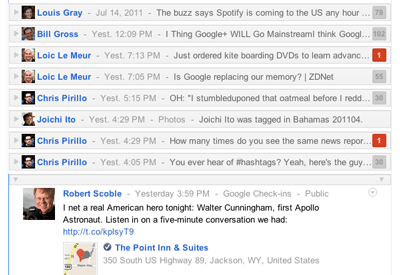 Louis Gray - Jul 14, 2011 - The buzz says Spotify is coming to the US any hour ... 78
Bill Gross - Yest. 12:09 PM - I Thing Google+ WILL Go MainstreamI think Googl... 102
Loic Le Meur - Yest. 7:13 PM - Just ordered kite boarding DVDs to learn advanc... 1
Loic Le Meur - Yest. 7:05 PM - Is Google replacing our memory? | ZDNet 55
Chris Pirillo - Yest. 5:15 PM - OH: "I stumbleduponed that oatmeal before I redd... 30
Joichi Ito - Yest. 4:29 PM - Photos - Joichi Ito was tagged in Bahamas 201104.
Chris Pirillo - Yest. 4:29 PM - How many times do you see the same news repor... 1
Chris Pirillo - Yest. 4:05 PM - You ever hear of #hashtags? Yeah, here's the guy... 30
Robert Scoble - Yesterday 3:59 PM - Google Check-ins - Public
I net a real American hero tonight: Walter Cunningham, first Apollo
Astronaut. Listen in on a five-minute conversation we had:
http://t.co/kplsyT9
The Point Inn & Suites
350 South US Highway 89, Jackson, WY, United States